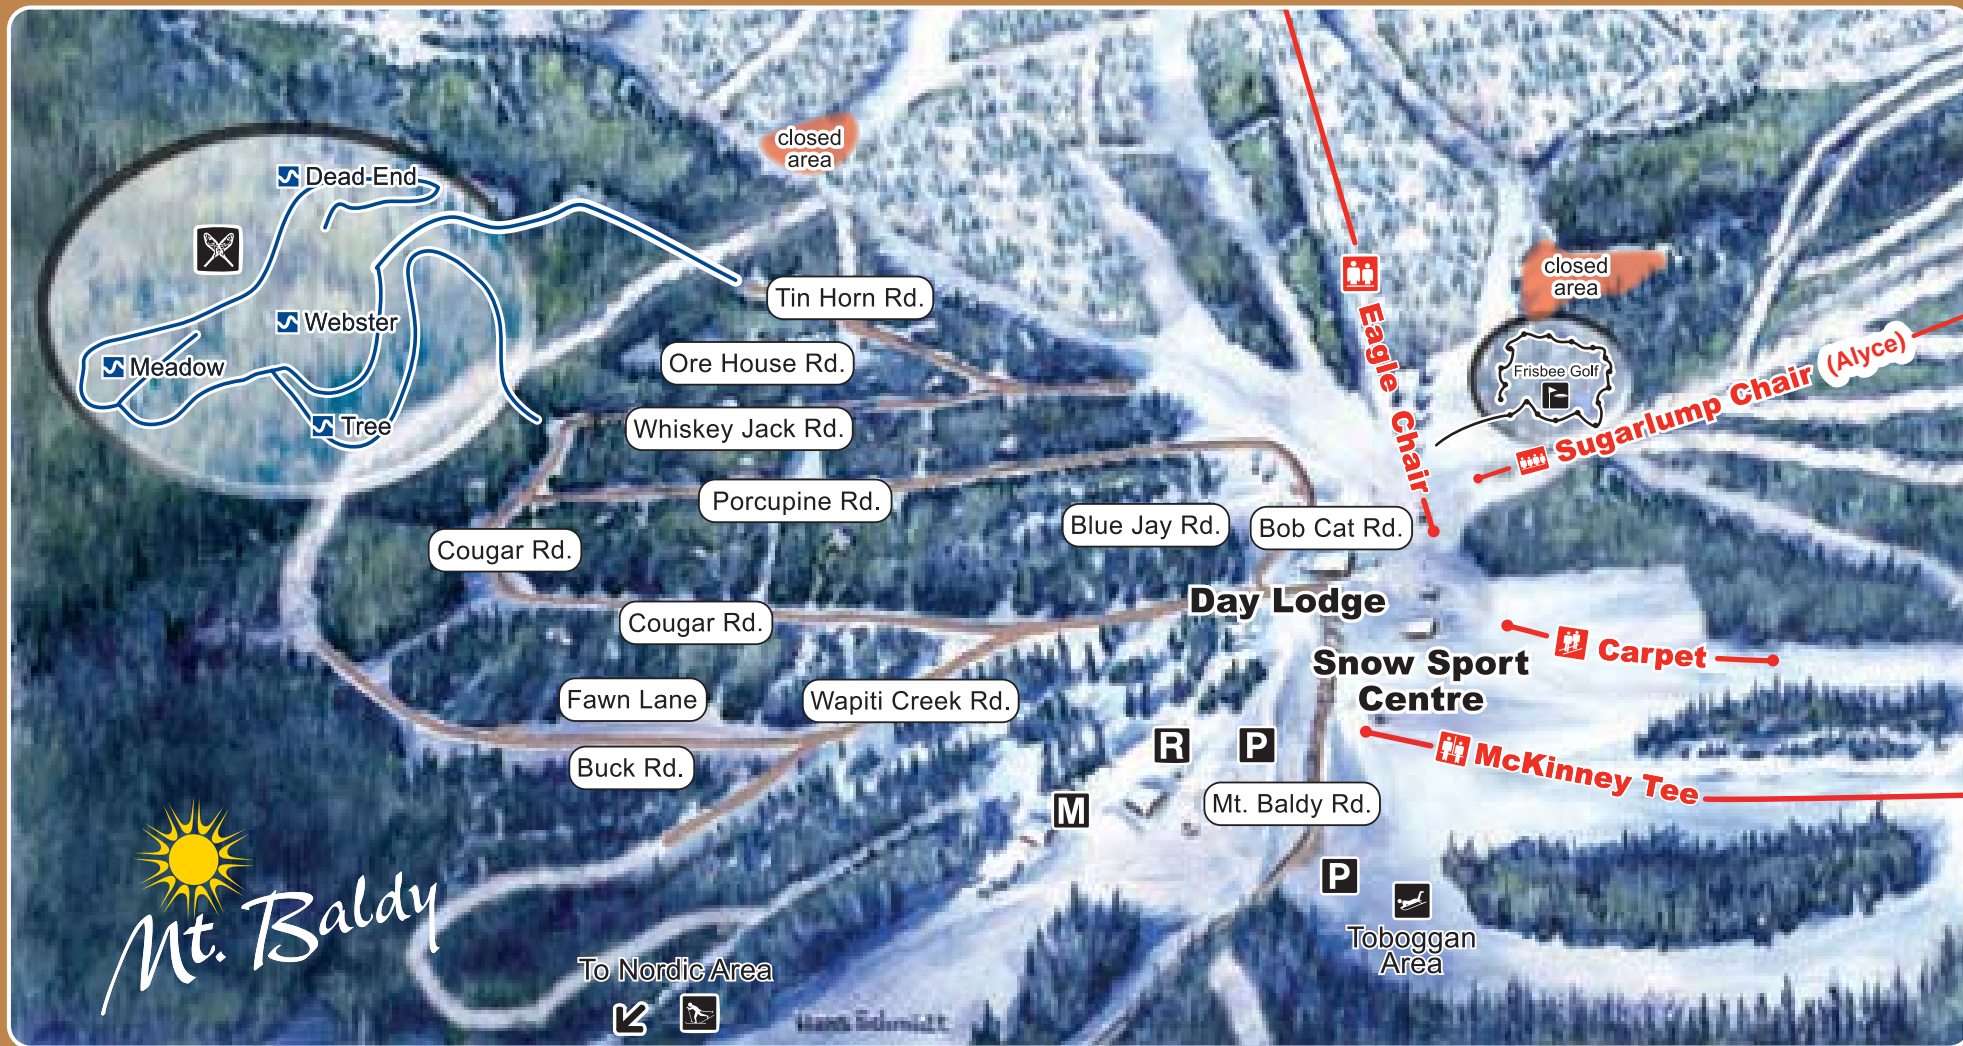 closed
area
Dead-End
closed
area
Tin Horn Rd.
Webster
Eagle Chair
Ore House Rd.
Meadow
Frisbee Golf
Sugarlump Chair (Alyce)
Tree
Whiskey Jack Rd.
Porcupine Rd.
Blue Jay Rd.
Bob Cat Rd.
Cougar Rd.
Day Lodge
Cougar Rd.
Carpet
Snow Sport
Centre
Fawn Lane
Wapiti Creek Rd.
R
P
Buck Rd.
McKinney Tee
M
Mt. Baldy Rd.
P
Mt. Baldy
Toboggan
Area
To Nordic Area
Hans Schmidt